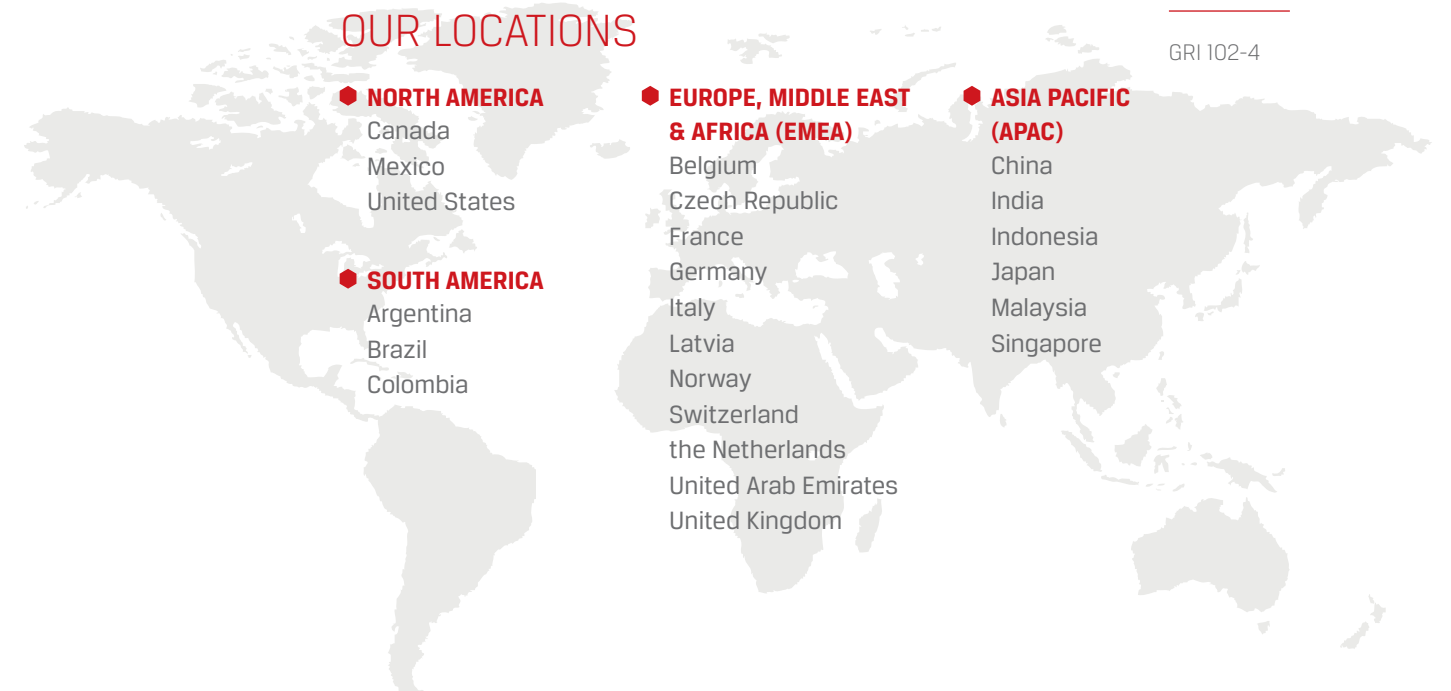 OUR LOCATIONS
GRI 102-4
NORTH AMERICA
Canada
Mexico
United States
SOUTH AMERICA
Argentina
Brazil
Colombia
EUROPE, MIDDLE EAST
& AFRICA (EMEA)
Belgium
Czech Republic
France
Germany
Italy
Latvia
Norway
Switzerland
the Netherlands
United Arab Emirates
United Kingdom
ASIA PACIFIC
(APAC)
China
India
Indonesia
Japan
Malaysia
Singapore